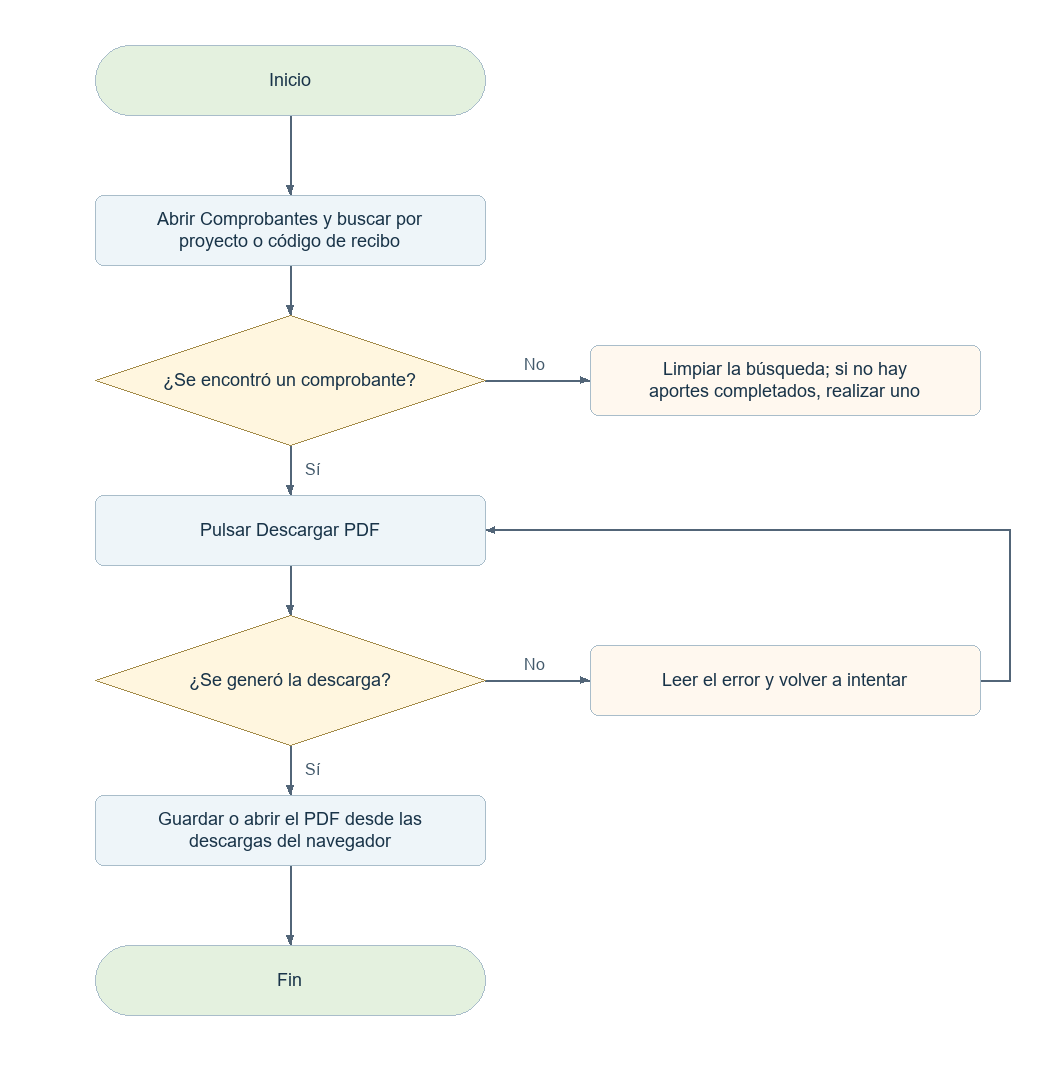 Inicio
Abrir Comprobantes y buscar por
proyecto o código de recibo
¿Se encontró un comprobante?
No
Limpiar la búsqueda; si no hay
aportes completados, realizar uno
Sí
Pulsar Descargar PDF
¿Se generó la descarga?
No
Leer el error y volver a intentar
Sí
Guardar o abrir el PDF desde las
descargas del navegador
Fin